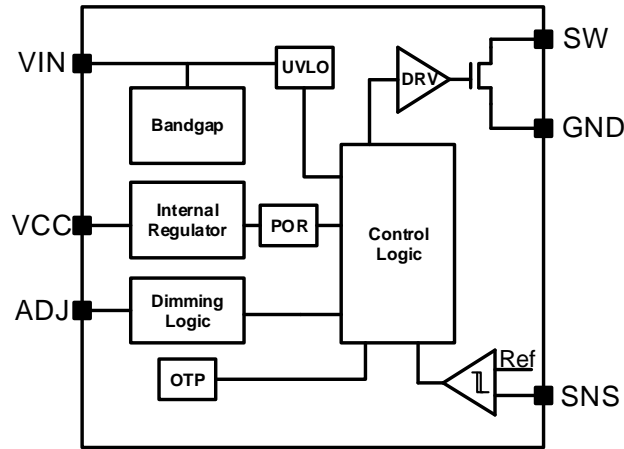 VIN
UVLO
DRV
SW
Bandgap
GND
VCC
Internal
Regulator
POR
Control
Logic
ADJ
Dimming
Logic
OTP
Ref
SNS